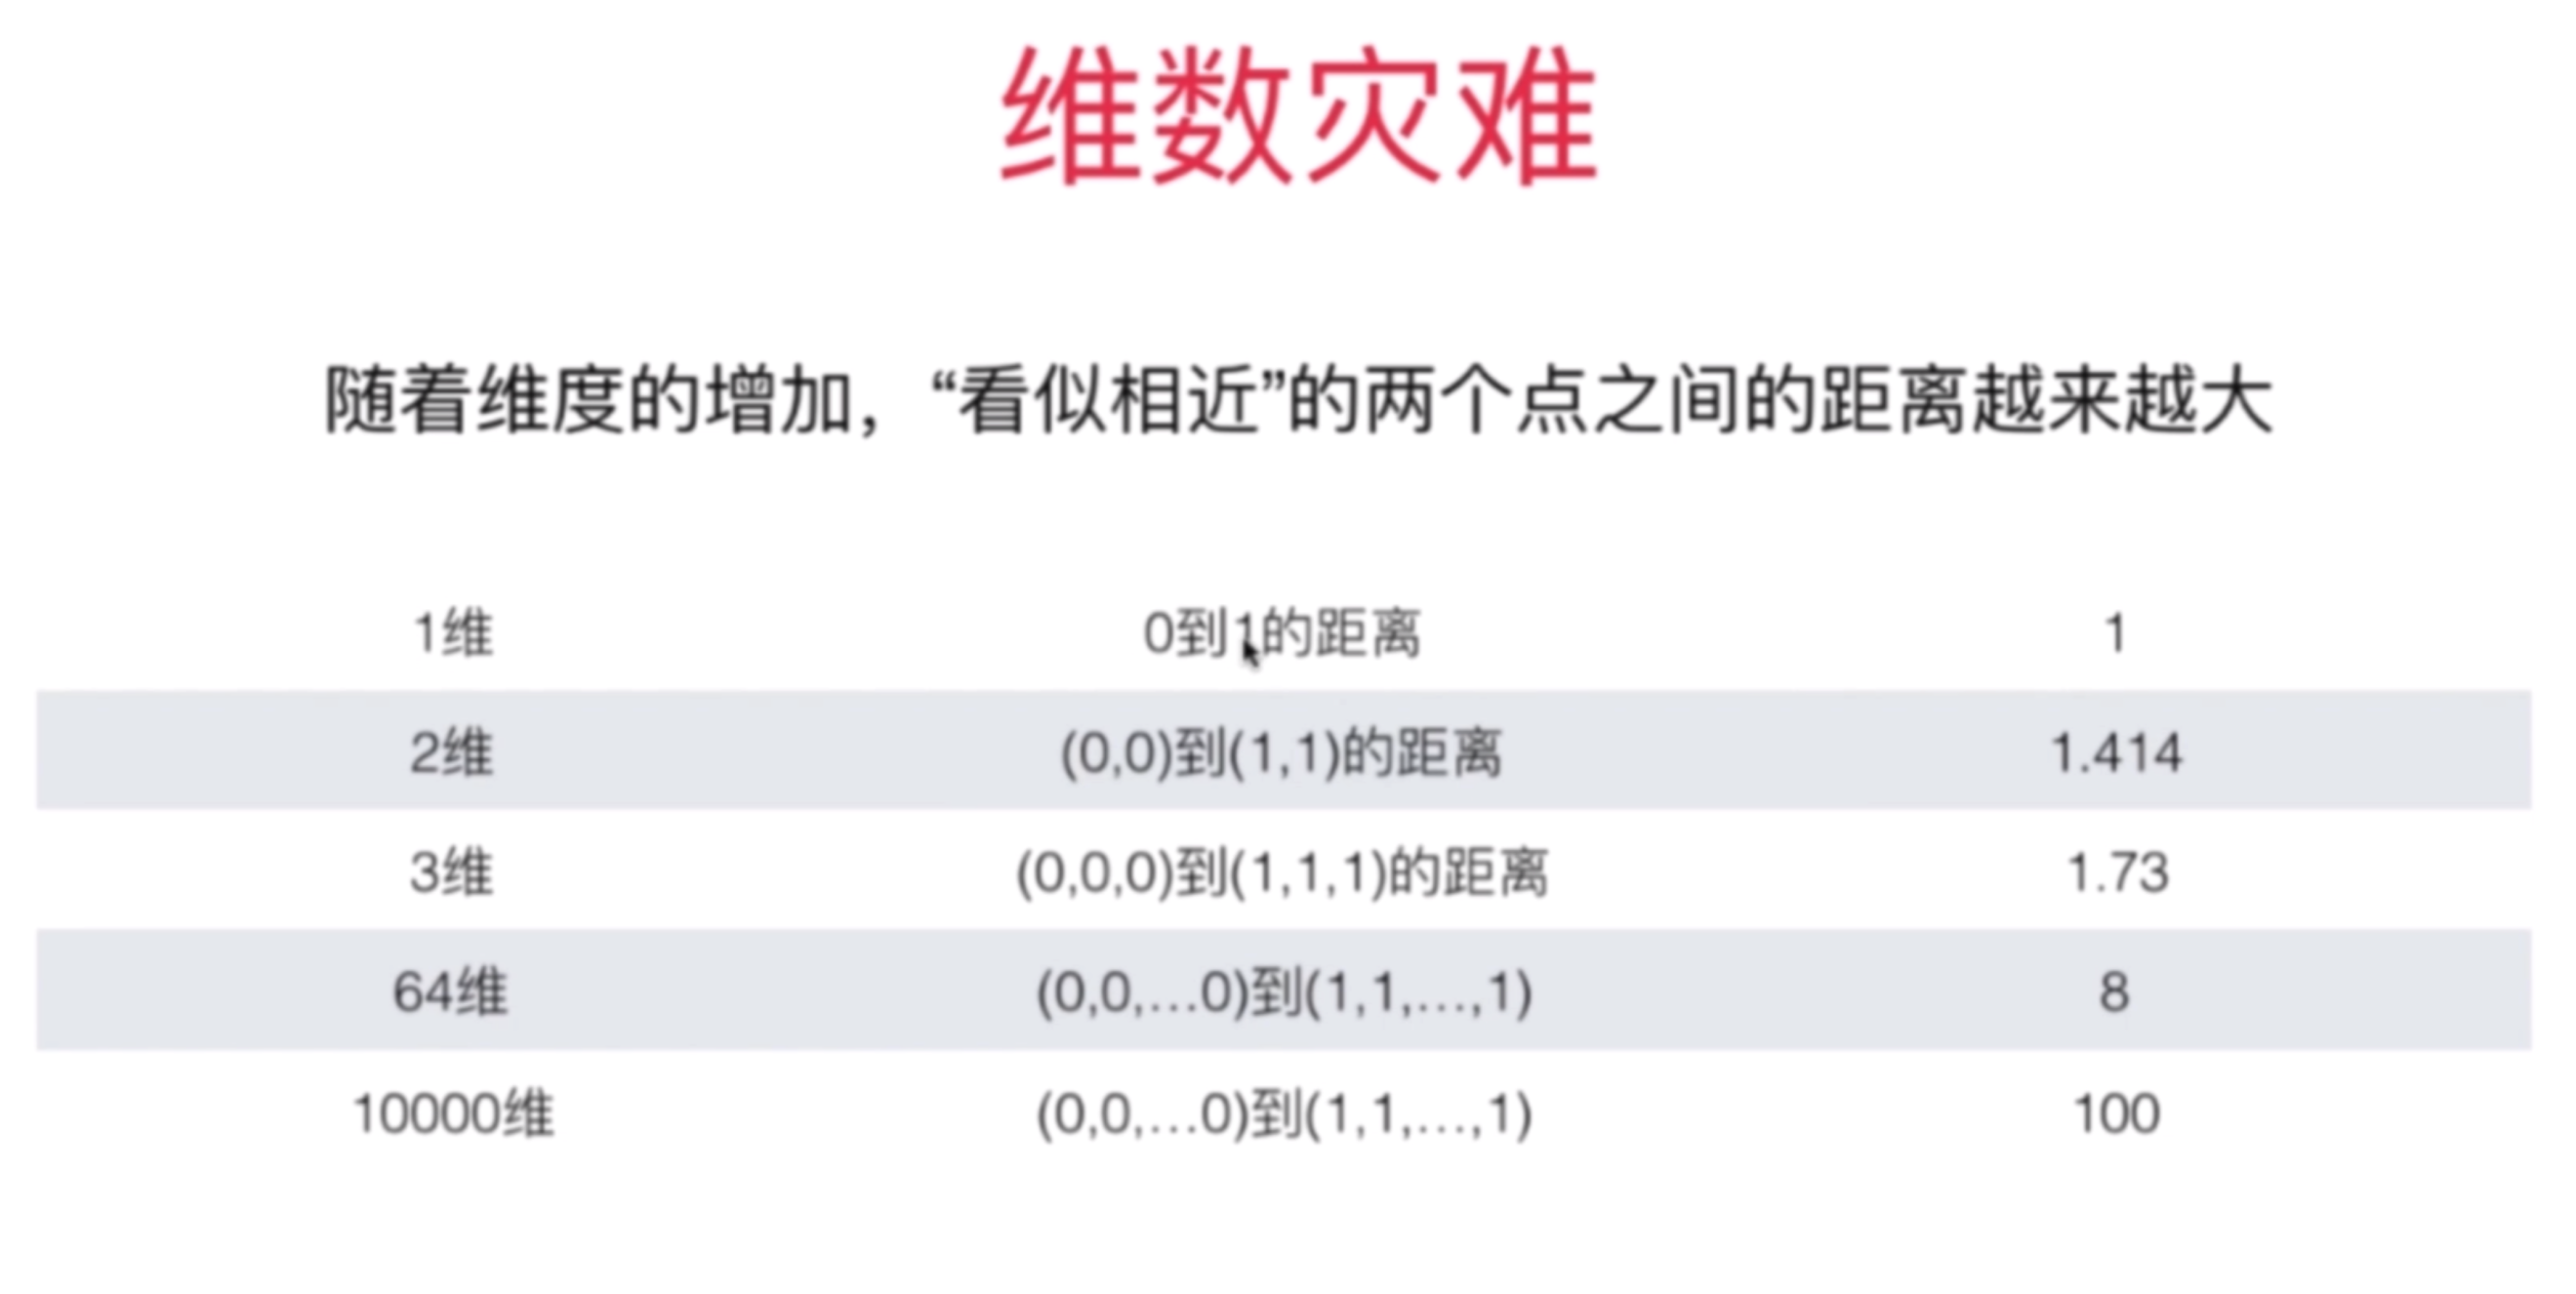 维数灾难
随着维度的增加，“看似相近”的两个点之间的距离越来越大
1维 0到1的距离 1
2维 (0,0)到(1,1)的距离 1.414
3维 (0,0,0)到(1,1,1)的距离 1.73
64维 (0,0,…0)到(1,1,…,1) 8
10000维 (0,0,…0)到(1,1,…,1) 100